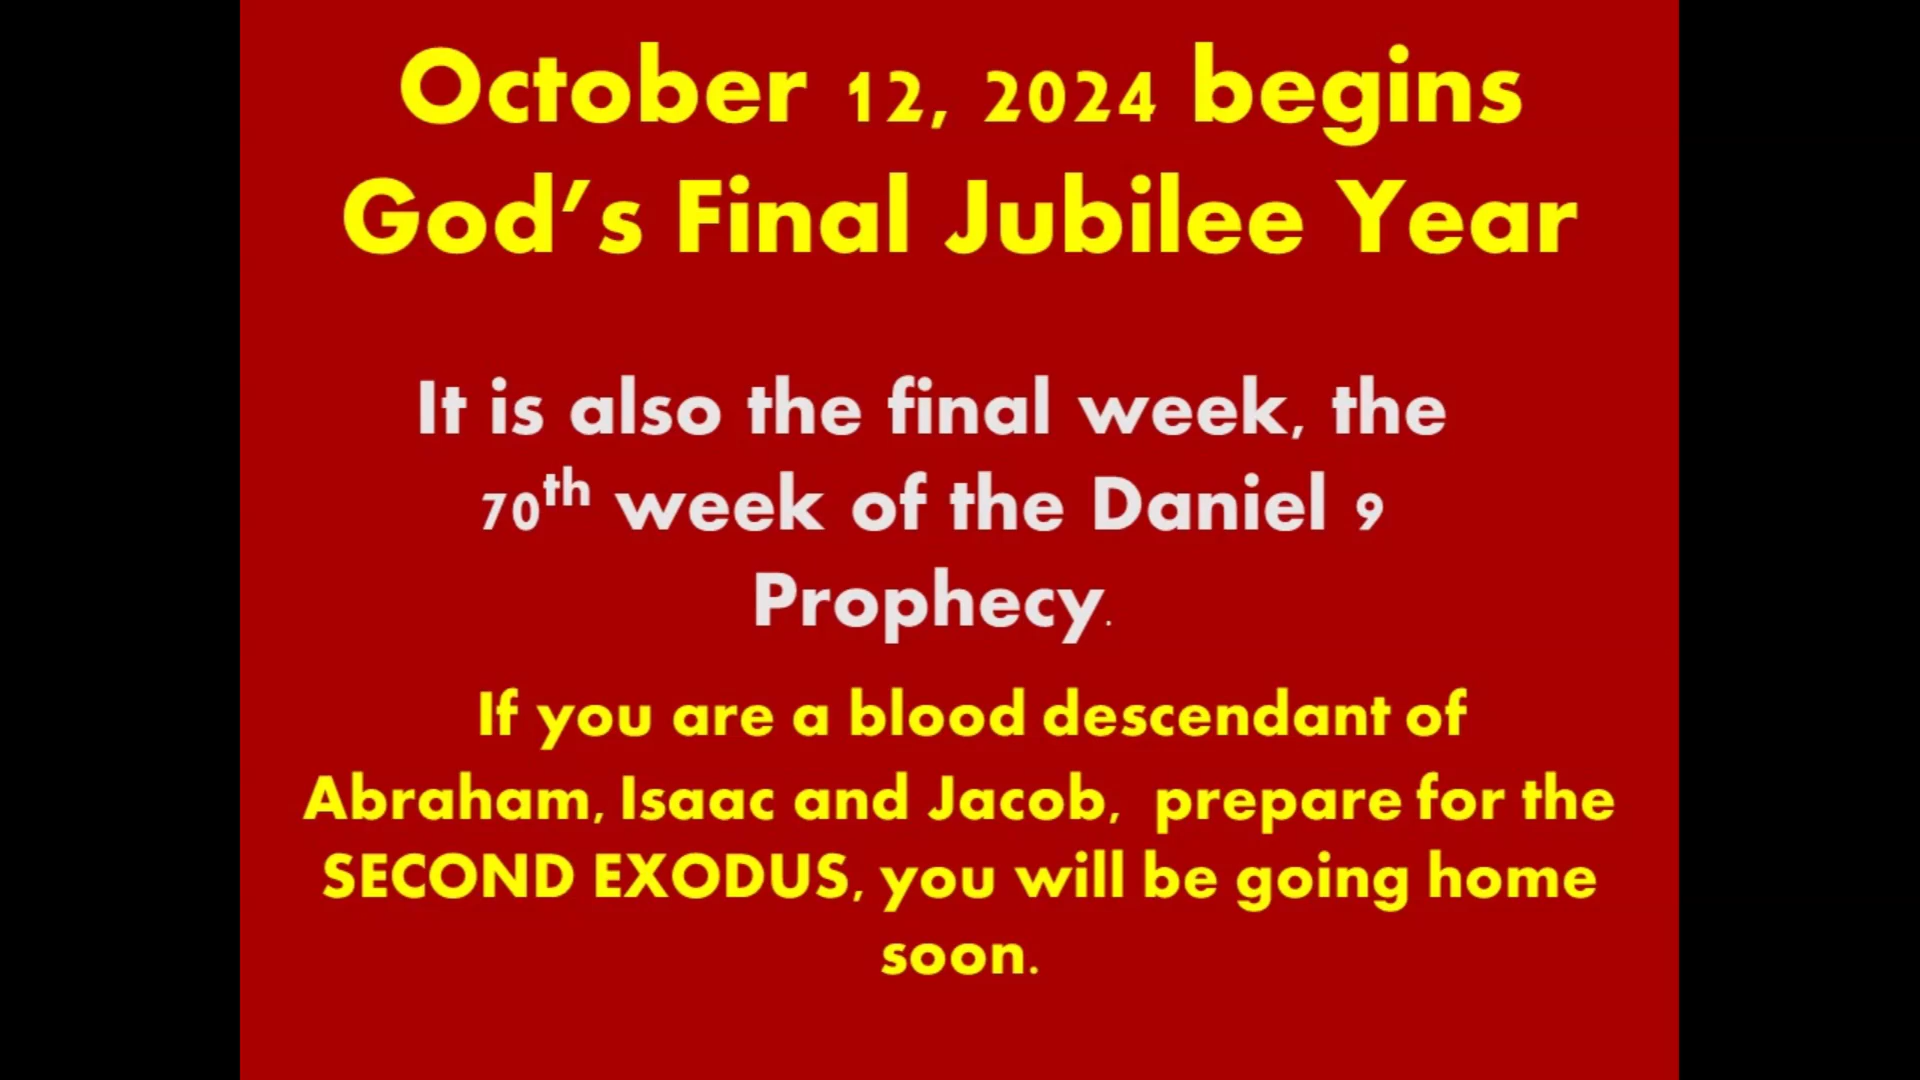 October 12, 2024 begins
God’s Final Jubilee Year
It is also the final week, the
70th week of the Daniel 9
Prophecy.
If you are a blood descendant of
Abraham, Isaac and Jacob, prepare for the
SECOND EXODUS, you will be going home
soon.